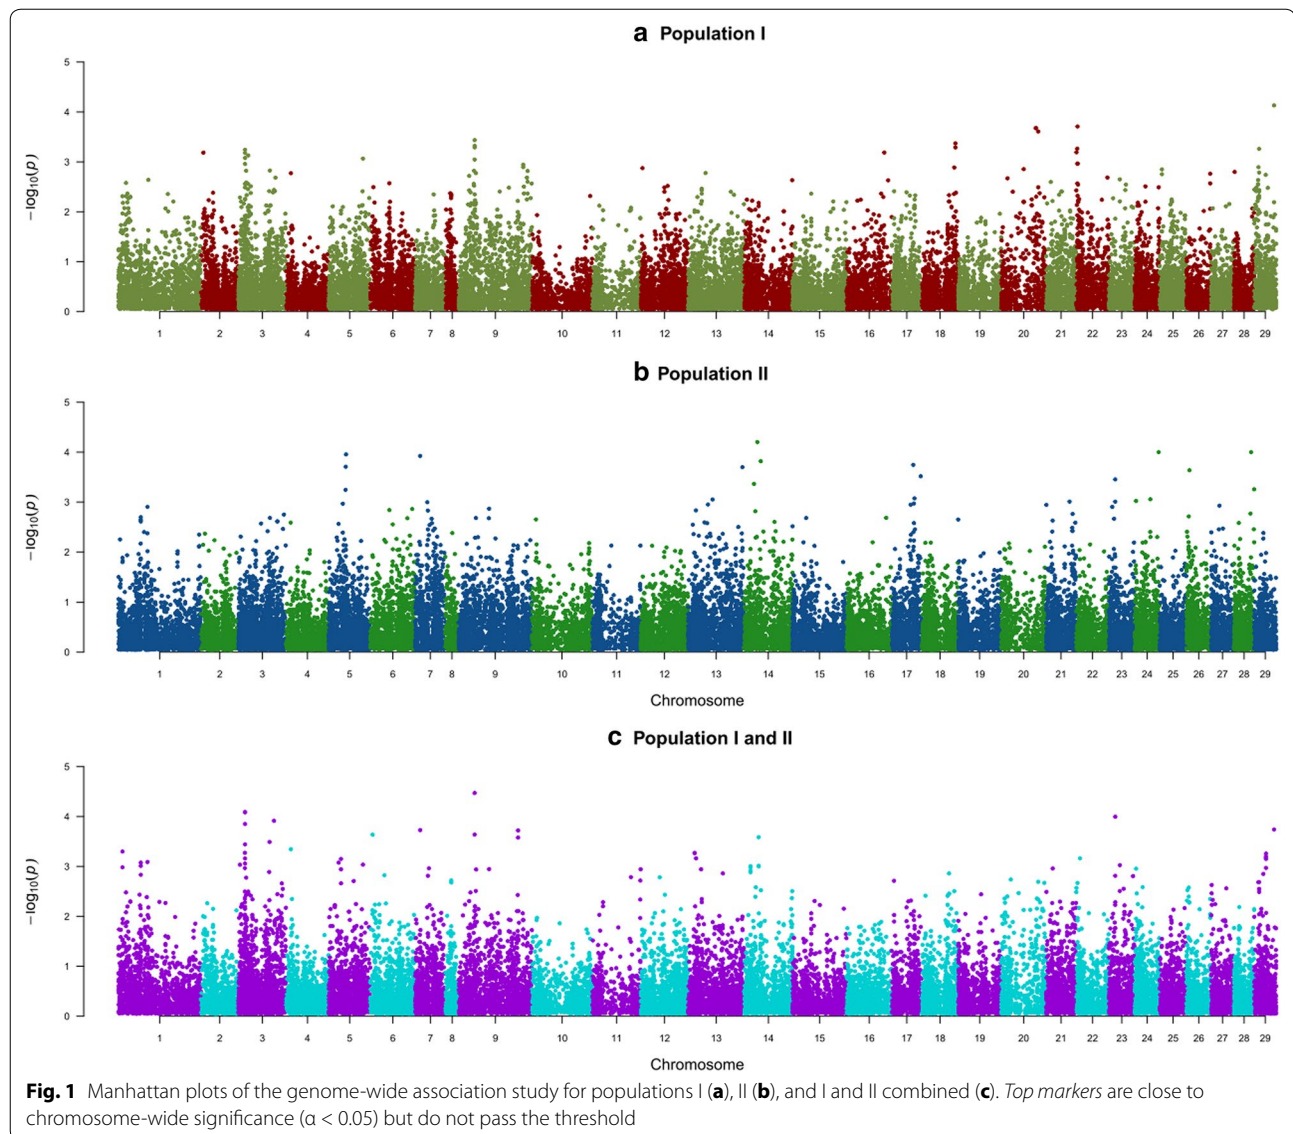 a Population I
5
4
3
2
1
0
−log10(p)
1 2 3 4 5 6 7 8 9 10 11 12 13 14 15 16 17 18 19 20 21 22 23 24 25 26 27 28 29
b Population II
5
4
3
2
1
0
−log10(p)
1 2 3 4 5 6 7 8 9 10 11 12 13 14 15 16 17 18 19 20 21 22 23 24 25 26 27 28 29
Chromosome
c Population I and II
5
4
3
2
1
0
−log10(p)
1 2 3 4 5 6 7 8 9 10 11 12 13 14 15 16 17 18 19 20 21 22 23 24 25 26 27 28 29
Chromosome
Fig. 1 Manhattan plots of the genome-wide association study for populations I (a), II (b), and I and II combined (c). Top markers are close to
chromosome-wide significance (α < 0.05) but do not pass the threshold